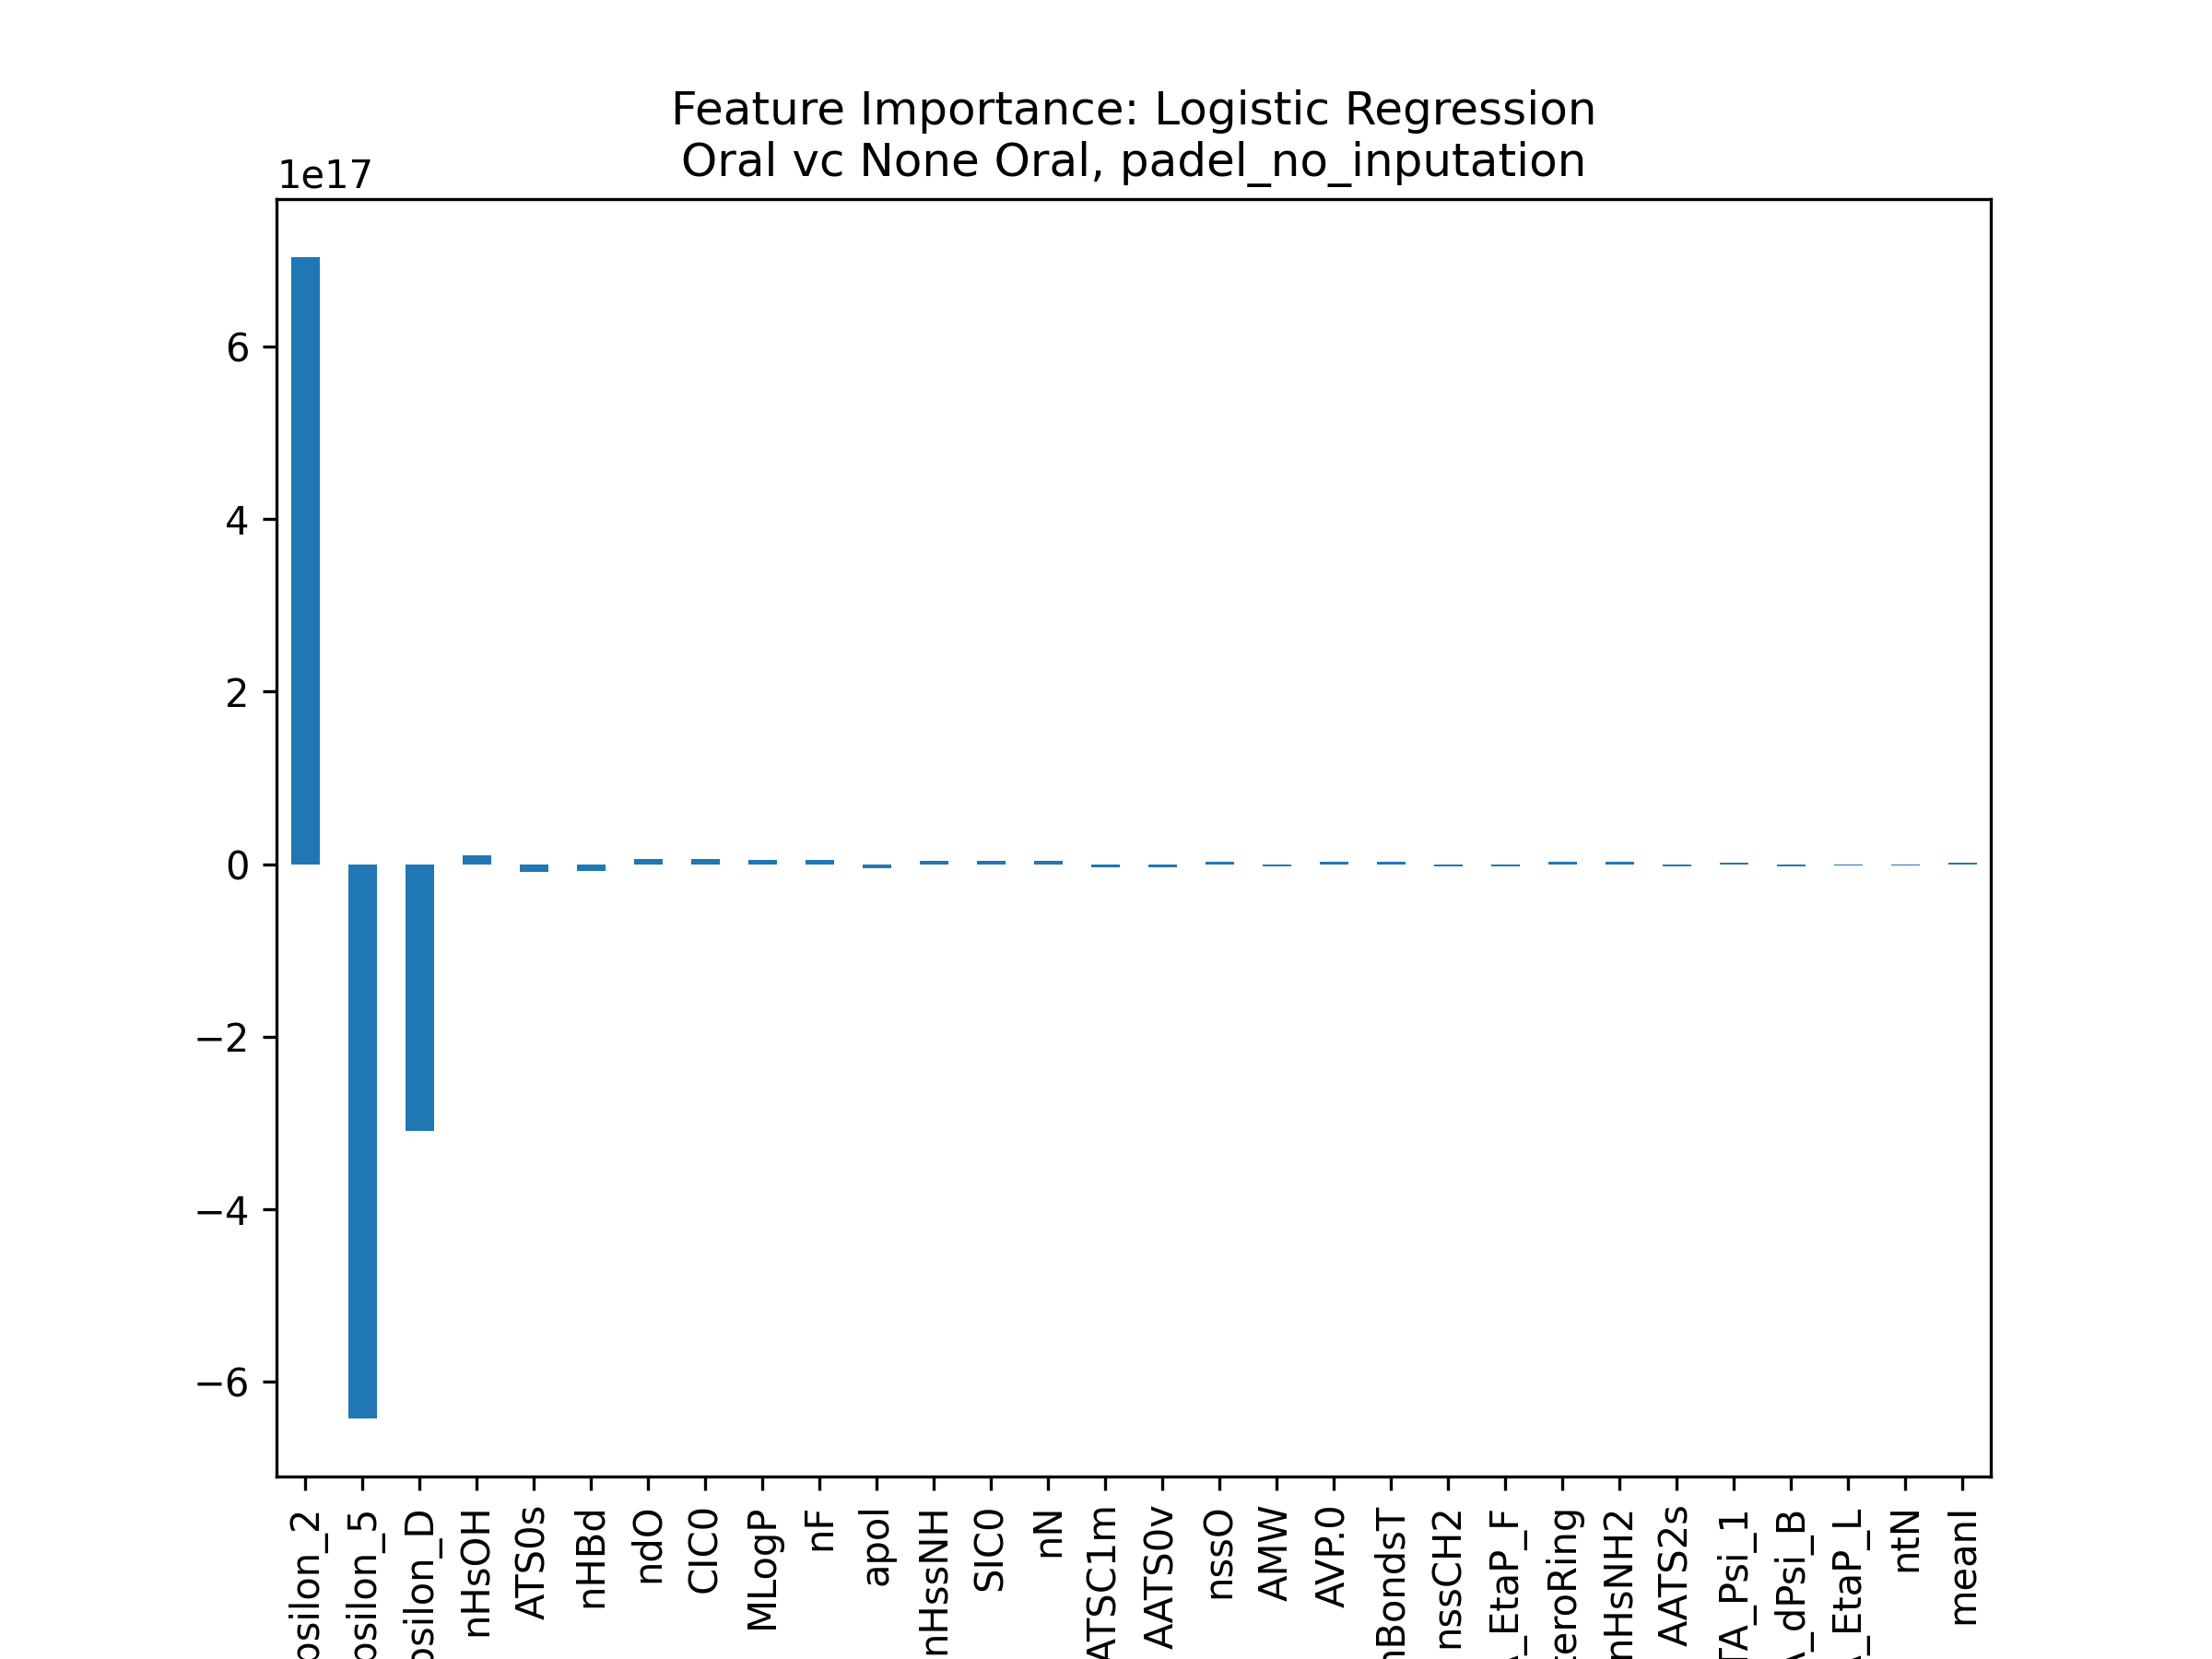 Feature Importance: Logistic Regression
Oral vc None Oral, padel_no_inputation
1e17
6
4
2
0
−2
−4
−6
osilon_2
osilon_5
osilon_D
nHsOH
ATS0s
nHBd
ndO
CIC0
MLogP
nF
apol
nHssNH
SIC0
nN
ATSC1m
AATS0v
nssO
AMW
AVP.0
nBondsT
nssCH2
_EtaP_F
teroRing
nHsNH2
AATS2s
TA_Psi_1
A_dPsi_B
_EtaP_L
ntN
meanI